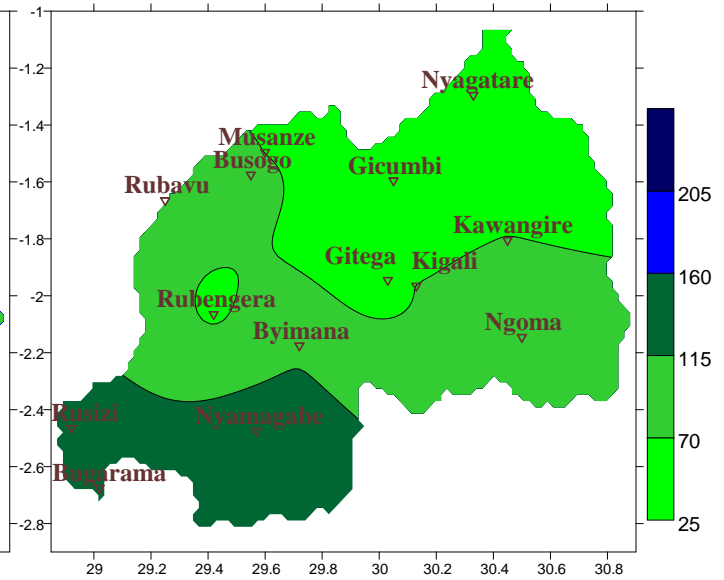 -1
-1.2
Nyagatare
-1.4
Musanze
Busogo
Gicumbi
-1.6
Rubavu
205
Kawangire
-1.8
Gitega
Kigali
160
-2
Rubengera
Byimana
Ngoma
-2.2
115
-2.4
Rusizi
Nyamagabe
70
-2.6
Bugarama
-2.8
25
29
29.2
29.4
29.6
29.8
30
30.2
30.4
30.6
30.8